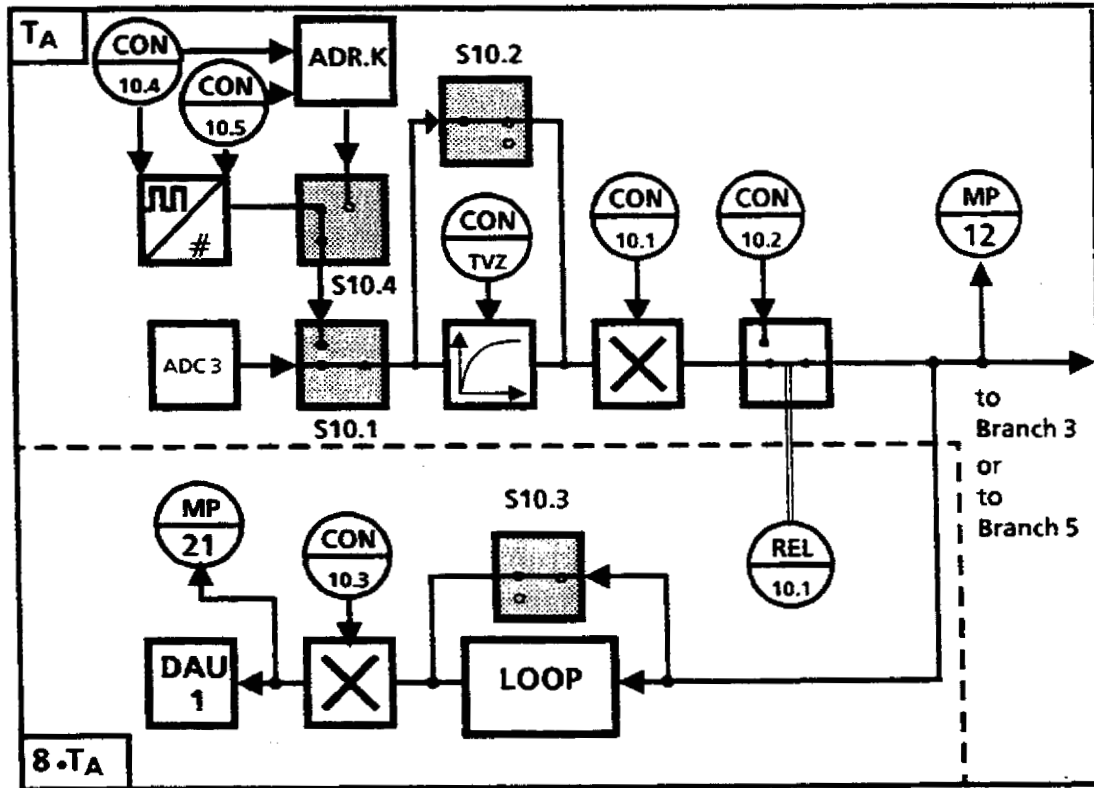 TA
CON
10.4
ADR.K
CON
10.5
S10.2
#
S10.4
CON
TVZ
CON
10.1
CON
10.2
MP
12
ADC 3
S10.1
to
Branch 3
or
to
Branch 5
MP
21
CON
10.3
S10.3
REL
10.1
DAU
1
LOOP
8•TA